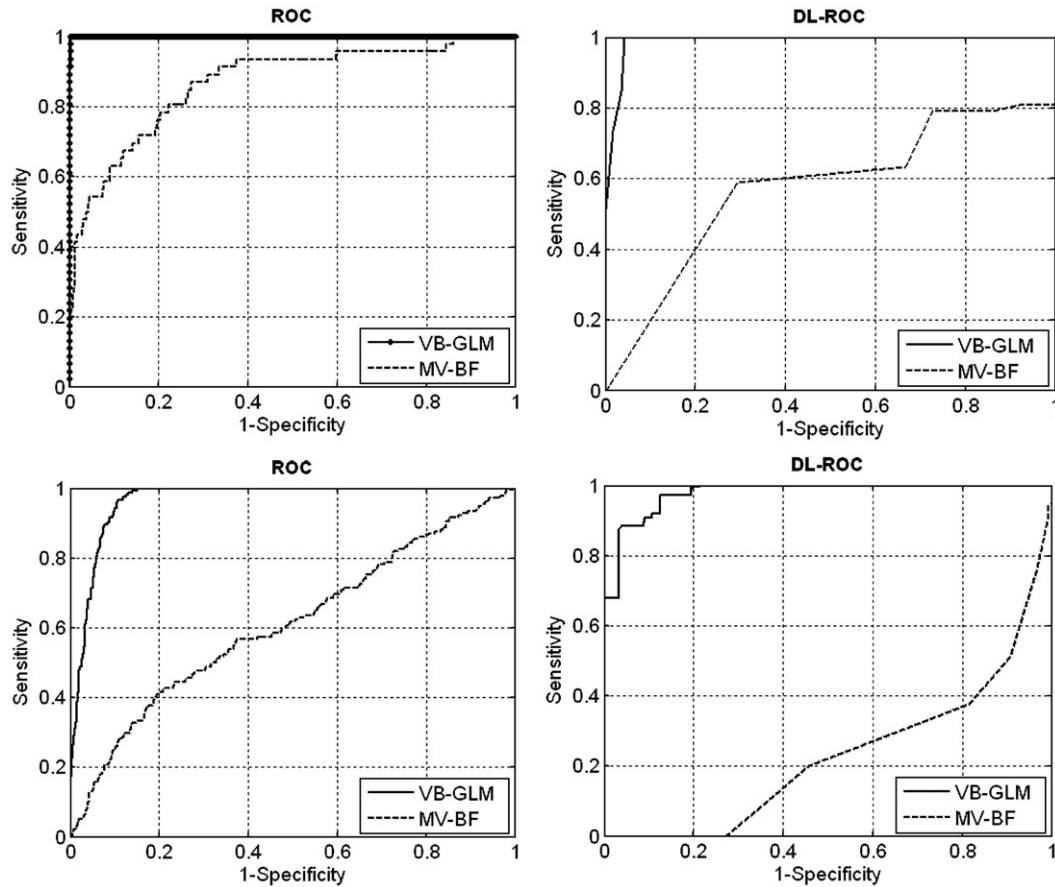 ROC
1
0.8
0.6
0.4
0.2
0
0
0.2
0.4
0.6
0.8
1
Sensitivity
1-Specificity
VB-GLM
MV-BF
DL-ROC
1
0.8
0.6
0.4
0.2
0
0
0.2
0.4
0.6
0.8
1
Sensitivity
1-Specificity
VB-GLM
MV-BF
ROC
1
0.8
0.6
0.4
0.2
0
0
0.2
0.4
0.6
0.8
1
Sensitivity
1-Specificity
VB-GLM
MV-BF
DL-ROC
1
0.8
0.6
0.4
0.2
0
0
0.2
0.4
0.6
0.8
1
Sensitivity
1-Specificity
VB-GLM
MV-BF